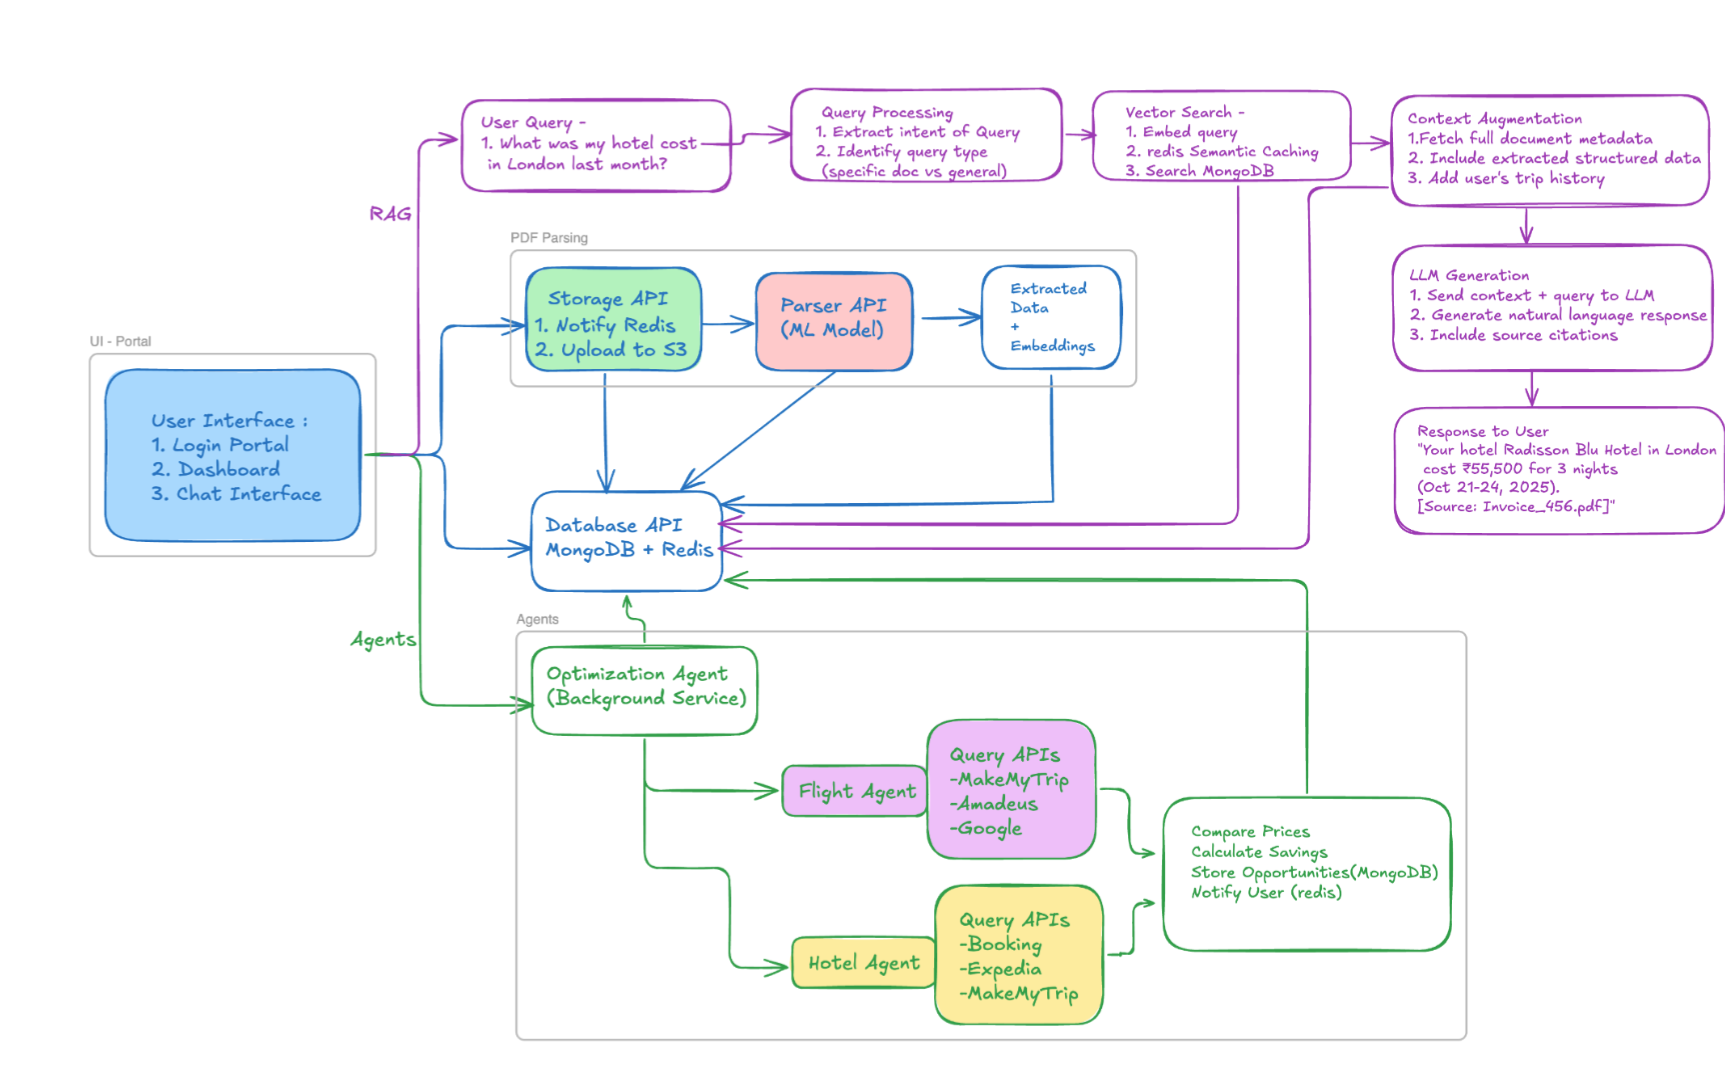 User Query -
1. What was my hotel cost
in London last month?
Query Processing
1. Extract intent of Query
2. Identify query type
(specific doc vs general)
Vector Search -
1. Embed query
2. redis Semantic Caching
3. Search MongoDB
Context Augmentation
1.Fetch full document metadata
2. Include extracted structured data
3. Add user's trip history
RAG
PDF Parsing
Storage API
1. Notify Redis
2. Upload to S3
Parser API
(ML Model)
Extracted
Data
+
Embeddings
LLM Generation
1. Send context + query to LLM
2. Generate natural language response
3. Include source citations
UI - Portal
User Interface :
1. Login Portal
2. Dashboard
3. Chat Interface
Response to User
"Your hotel Radisson Blu Hotel in London
cost ₹55,500 for 3 nights
(Oct 21-24, 2025).
[Source: Invoice_456.pdf]"
Database API
MongoDB + Redis
Agents
Agents
Optimization Agent
(Background Service)
Flight Agent
Query APIs
-MakeMyTrip
-Amadeus
-Google
Compare Prices
Calculate Savings
Store Opportunities(MongoDB)
Notify User (redis)
Hotel Agent
Query APIs
-Booking
-Expedia
-MakeMyTrip